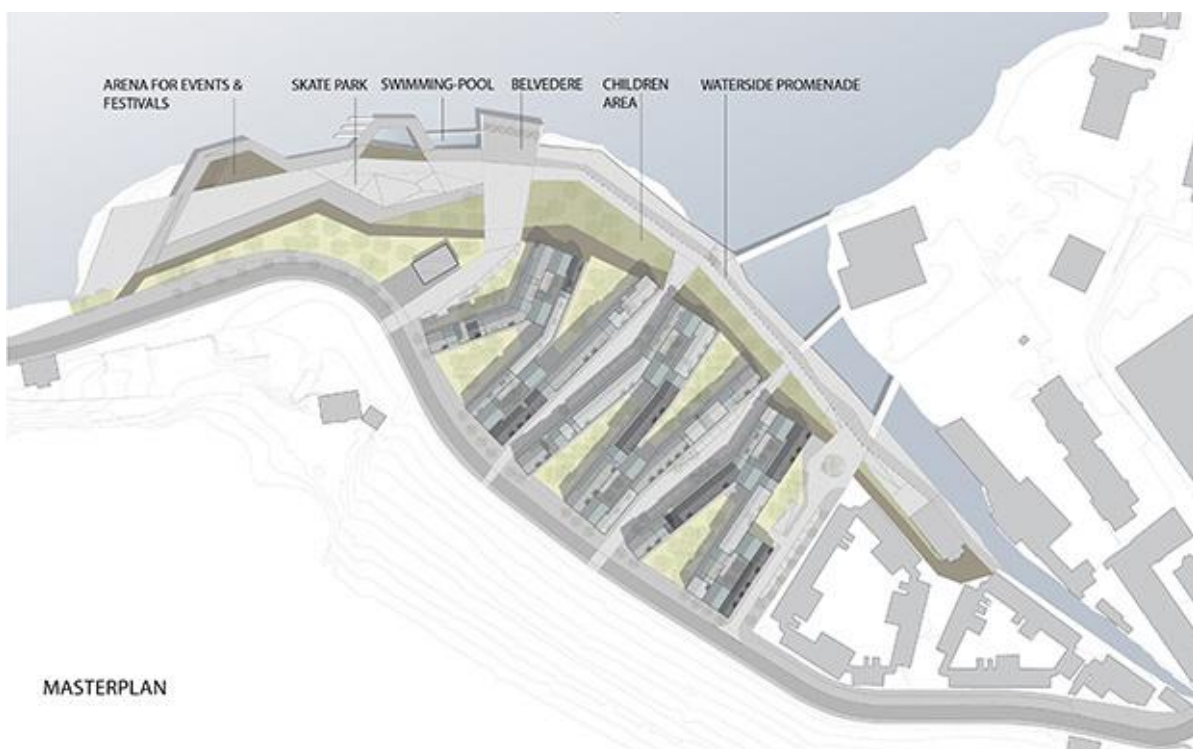 ARENA FOR EVENTS &
FESTIVALS
SKATE PARK
SWIMMING-POOL
BELVEDERE
CHILDREN
AREA
WATERSIDE PROMENADE
MASTERPLAN